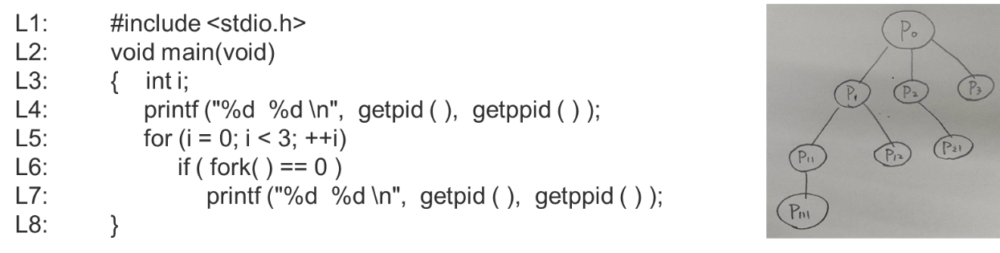 L1: #include <stdio.h>
L2: void main(void)
L3: { int i;
L4: printf ("%d %d \n", getpid ( ), getppid ( ) );
L5: for (i = 0; i < 3; ++i)
L6: if ( fork( ) == 0 )
L7: printf ("%d %d \n", getpid ( ), getppid ( ) );
L8: }
P₀
P₁ P₂ P₃
P₁₁ P₁₂ P₂₁
P₁₁₁